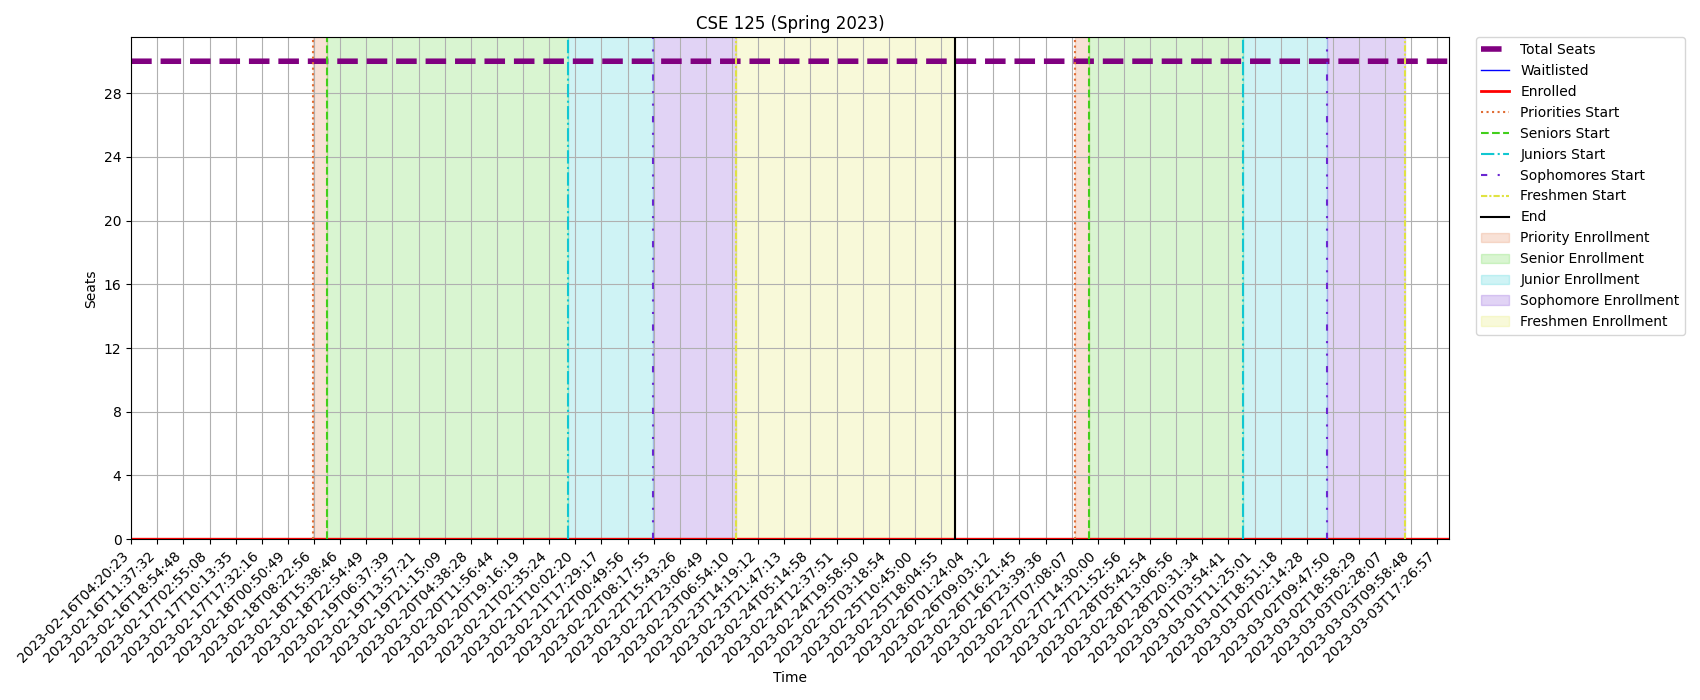 CSE 125 (Spring 2023)
Seats
28
24
20
16
12
8
4
0
2023-02-16T04:20:23
2023-02-16T11:37:32
2023-02-16T18:54:48
2023-02-17T02:55:08
2023-02-17T10:13:35
2023-02-17T17:32:16
2023-02-18T00:50:49
2023-02-18T08:22:56
2023-02-18T15:38:46
2023-02-18T22:54:49
2023-02-19T06:37:39
2023-02-19T13:57:21
2023-02-19T21:15:09
2023-02-20T04:38:28
2023-02-20T11:56:44
2023-02-20T19:16:19
2023-02-21T02:35:24
2023-02-21T10:02:20
2023-02-21T17:29:17
2023-02-22T00:49:56
2023-02-22T08:17:55
2023-02-22T15:43:26
2023-02-22T23:06:49
2023-02-23T06:54:10
2023-02-23T14:19:12
2023-02-23T21:47:13
2023-02-24T05:14:58
2023-02-24T12:37:51
2023-02-24T19:58:50
2023-02-25T03:18:54
2023-02-25T10:45:00
2023-02-25T18:04:55
2023-02-26T01:24:04
2023-02-26T09:03:12
2023-02-26T16:21:45
2023-02-26T23:39:36
2023-02-27T07:08:07
2023-02-27T14:30:00
2023-02-27T21:52:56
2023-02-28T05:42:54
2023-02-28T13:06:56
2023-02-28T20:31:34
2023-03-01T03:54:41
2023-03-01T11:25:01
2023-03-01T18:51:18
2023-03-02T02:14:28
2023-03-02T09:47:50
2023-03-02T18:58:29
2023-03-03T02:28:07
2023-03-03T09:58:48
2023-03-03T17:26:57
Time
Total Seats
Waitlisted
Enrolled
Priorities Start
Seniors Start
Juniors Start
Sophomores Start
Freshmen Start
End
Priority Enrollment
Senior Enrollment
Junior Enrollment
Sophomore Enrollment
Freshmen Enrollment